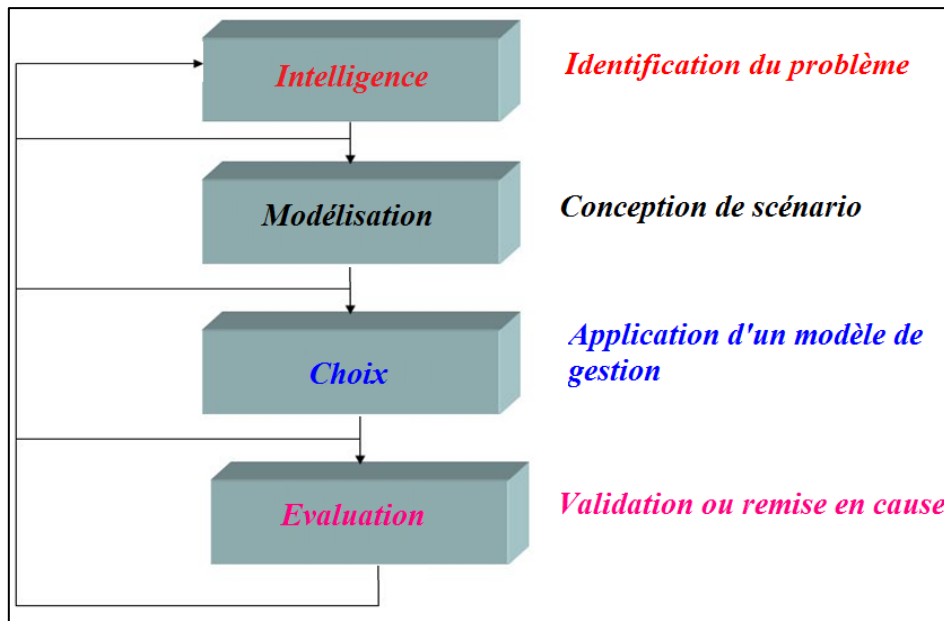 Intelligence
Identification du problème
Modélisation
Conception de scénario
Choix
Application d'un modèle de
gestion
Evaluation
Validation ou remise en cause